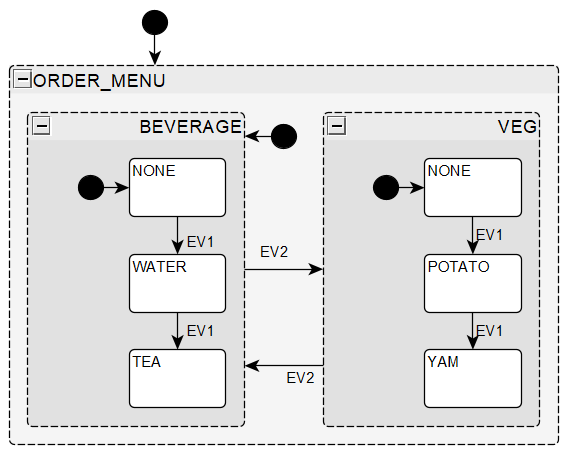 ORDER_MENU
BEVERAGE
VEG
NONE
NONE
EV1
EV1
EV2
WATER
POTATO
EV1
EV1
TEA
YAM
EV2